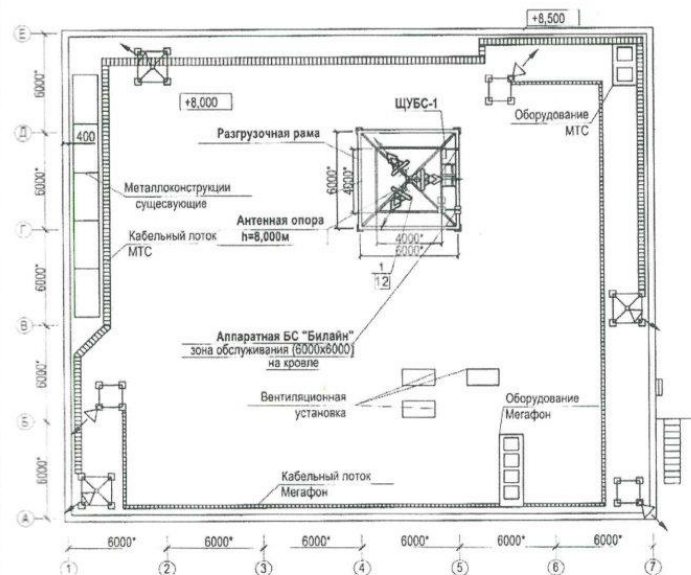 +8,500
Е
6000*
+8,000
ЩУБС-1
Оборудование
МТС
Д
400
Разгрузочная рама
6000*
4000*
6000*
Металлоконструкции
сущесвующие
Антенная опора
h=8,000м
Г
Кабельный лоток
МТС
4000*
6000*
1
12
6000*
В
Аппаратная БС "Билайн"
зона обслуживания (6000х6000)
на кровле
6000*
Вентиляционная
установка
Оборудование
Мегафон
Б
6000*
Кабельный лоток
Мегафон
А
6000* 6000* 6000* 6000* 6000* 6000*
1 2 3 4 5 6 7